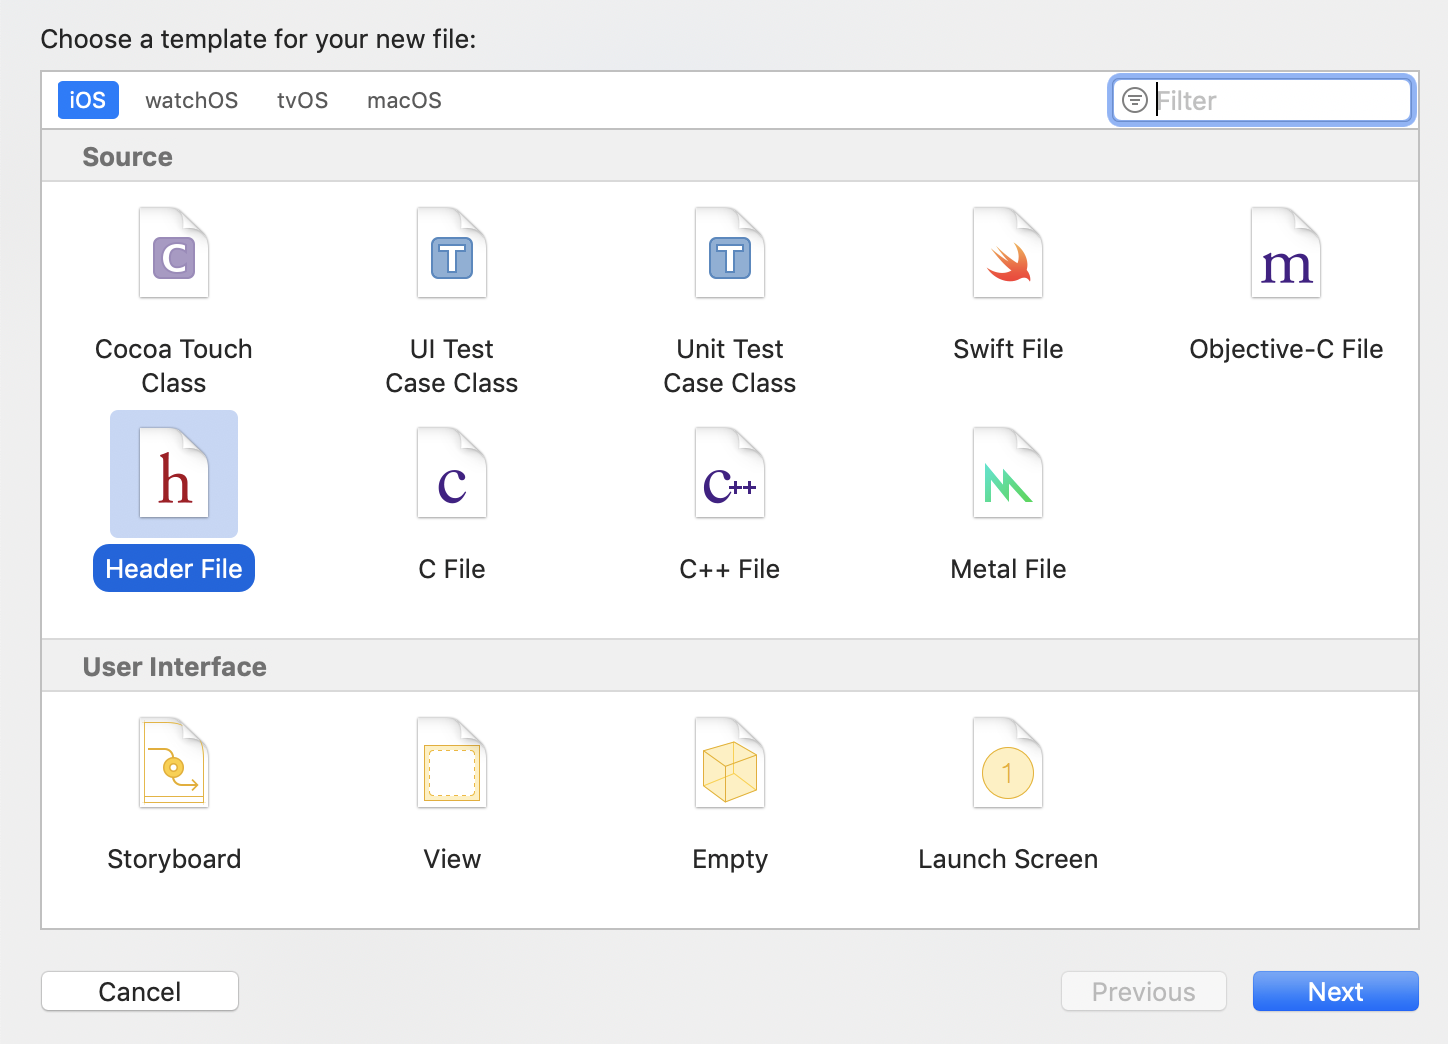 Choose a template for your new file:
iOS watchOS tvOS macOS Filter
Source
C T T m
Cocoa Touch Class
UI Test Case Class
Unit Test Case Class
Swift File
Objective-C File
h c c++
Header File
C File
C++ File
Metal File
User Interface
1
Storyboard
View
Empty
Launch Screen
Cancel Previous Next